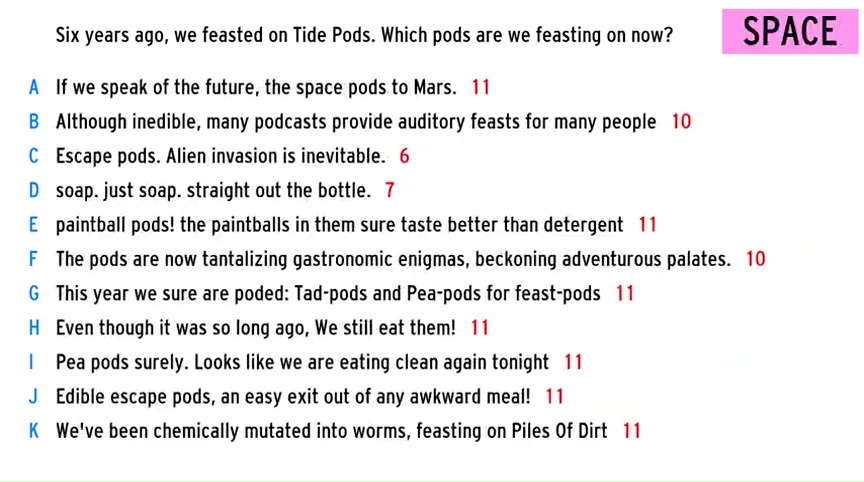 Six years ago, we feasted on Tide Pods. Which pods are we feasting on now?
SPACE
A If we speak of the future, the space pods to Mars. 11
B Although inedible, many podcasts provide auditory feasts for many people 10
C Escape pods. Alien invasion is inevitable. 6
D soap. just soap. straight out the bottle. 7
E paintball pods! the paintballs in them sure taste better than detergent 11
F The pods are now tantalizing gastronomic enigmas, beckoning adventurous palates. 10
G This year we sure are poded: Tad-pods and Pea-pods for feast-pods 11
H Even though it was so long ago, We still eat them! 11
I Pea pods surely. Looks like we are eating clean again tonight 11
J Edible escape pods, an easy exit out of any awkward meal! 11
K We've been chemically mutated into worms, feasting on Piles Of Dirt 11